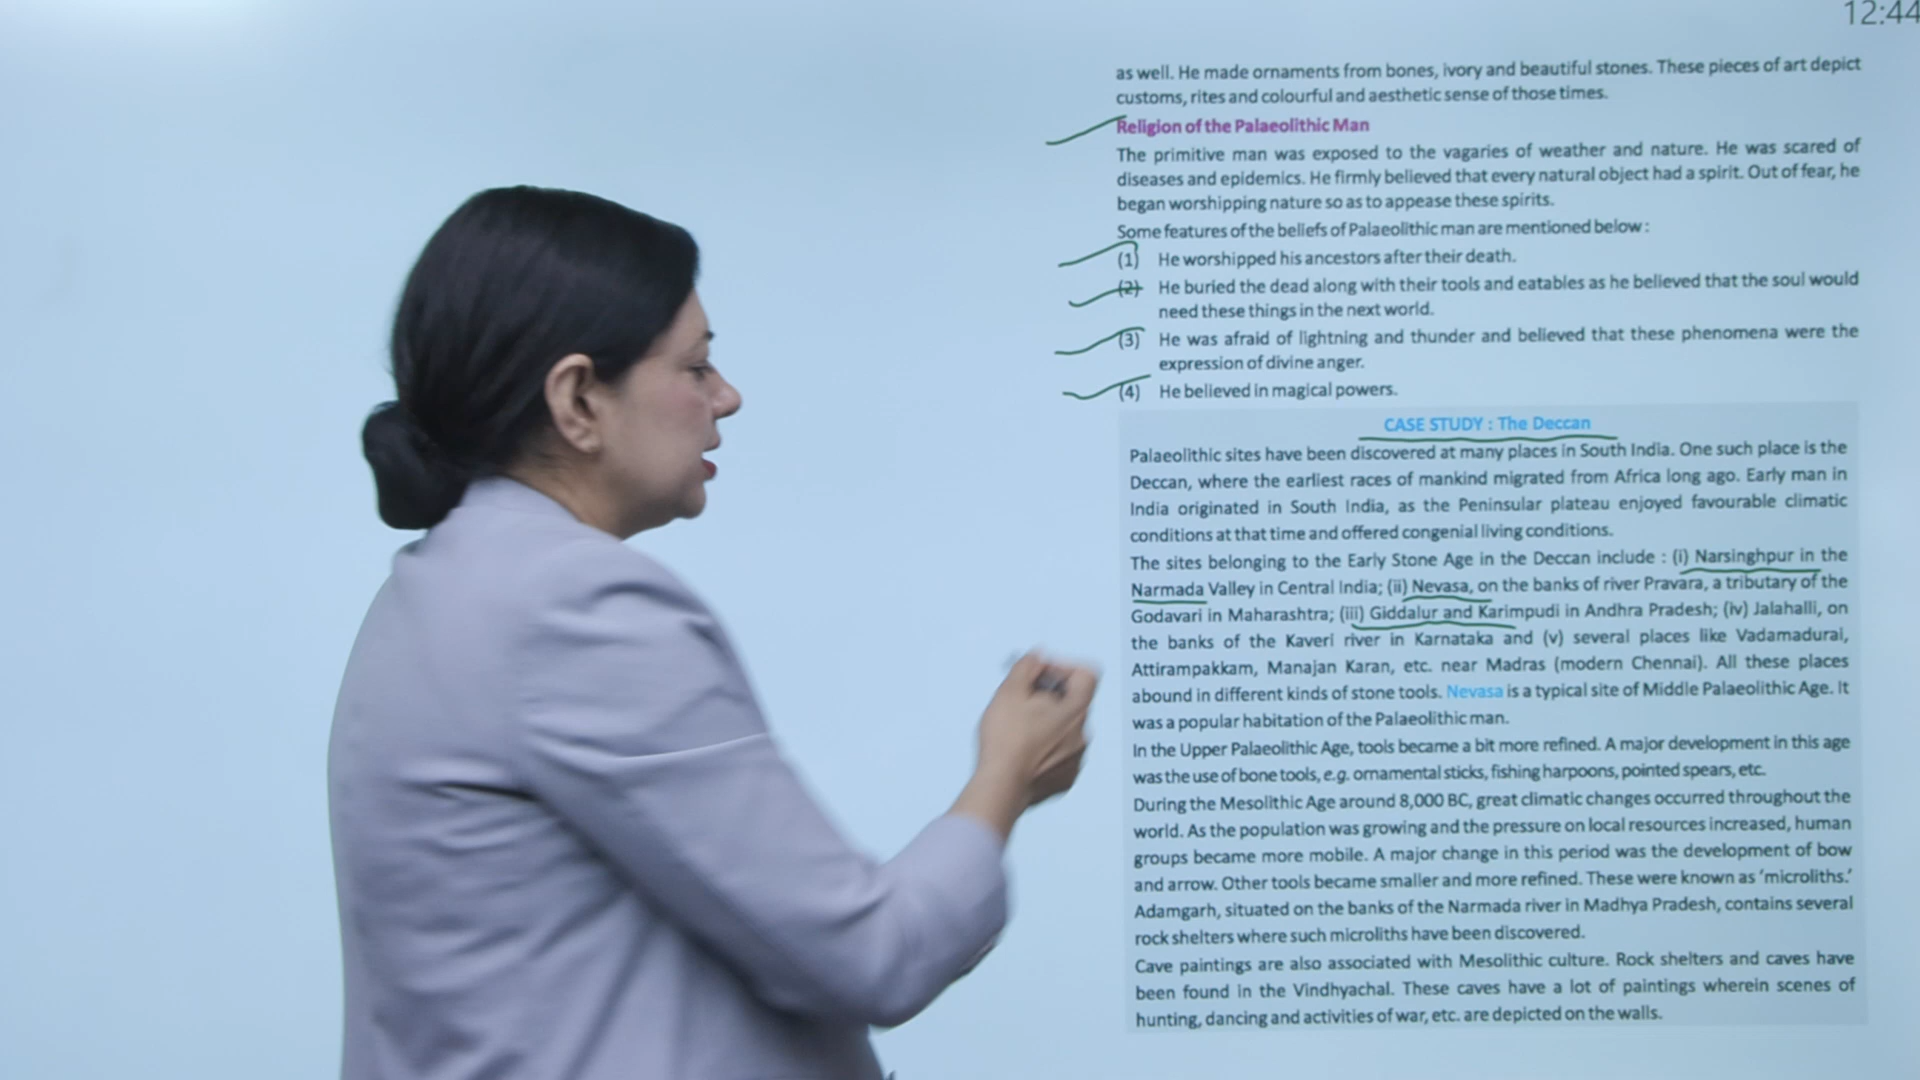 12:44
as well. He made ornaments from bones, ivory and beautiful stones. These pieces of art depict
customs, rites and colourful and aesthetic sense of those times.
Religion of the Palaeolithic Man
The primitive man was exposed to the vagaries of weather and nature. He was scared of
diseases and epidemics. He firmly believed that every natural object had a spirit. Out of fear, he
began worshipping nature so as to appease these spirits.
Some features of the beliefs of Palaeolithic man are mentioned below :
(1) He worshipped his ancestors after their death.
(2) He buried the dead along with their tools and eatables as he believed that the soul would
need these things in the next world.
(3) He was afraid of lightning and thunder and believed that these phenomena were the
expression of divine anger.
(4) He believed in magical powers.
CASE STUDY : The Deccan
Palaeolithic sites have been discovered at many places in South India. One such place is the
Deccan, where the earliest races of mankind migrated from Africa long ago. Early man in
India originated in South India, as the Peninsular plateau enjoyed favourable climatic
conditions at that time and offered congenial living conditions.
The sites belonging to the Early Stone Age in the Deccan include : (i) Narsinghpur in the
Narmada Valley in Central India; (ii) Nevasa, on the banks of river Pravara, a tributary of the
Godavari in Maharashtra; (iii) Giddalur and Karimpudi in Andhra Pradesh; (iv) Jalahalli, on
the banks of the Kaveri river in Karnataka and (v) several places like Vadamadurai,
Attirampakkam, Manajan Karan, etc. near Madras (modern Chennai). All these places
abound in different kinds of stone tools. Nevasa is a typical site of Middle Palaeolithic Age. It
was a popular habitation of the Palaeolithic man.
In the Upper Palaeolithic Age, tools became a bit more refined. A major development in this age
was the use of bone tools, e.g. ornamental sticks, fishing harpoons, pointed spears, etc.
During the Mesolithic Age around 8,000 BC, great climatic changes occurred throughout the
world. As the population was growing and the pressure on local resources increased, human
groups became more mobile. A major change in this period was the development of bow
and arrow. Other tools became smaller and more refined. These were known as ‘microliths.’
Adamgarh, situated on the banks of the Narmada river in Madhya Pradesh, contains several
rock shelters where such microliths have been discovered.
Cave paintings are also associated with Mesolithic culture. Rock shelters and caves have
been found in the Vindhyachal. These caves have a lot of paintings wherein scenes of
hunting, dancing and activities of war, etc. are depicted on the walls.